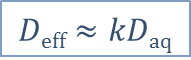 D_eff ≈ kD_aq